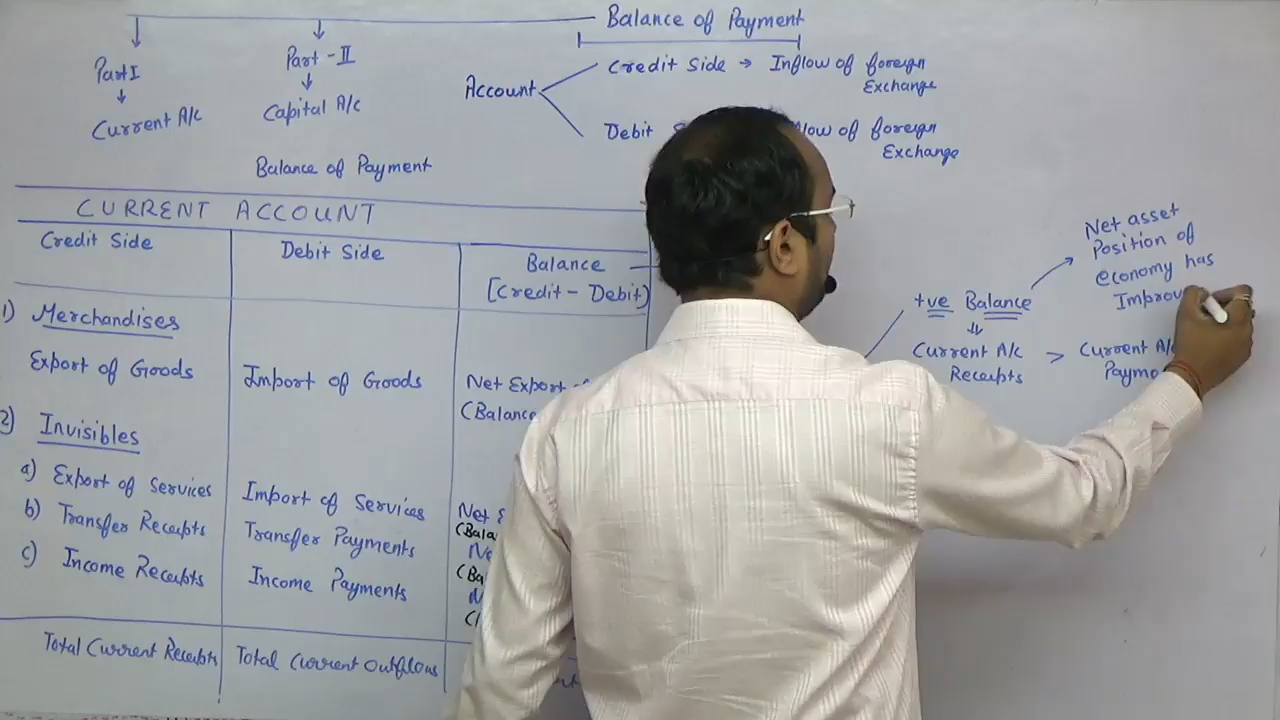 Balance of Payment
Part I
Part - II
Current A/c
Capital A/c
Account
Credit Side → Inflow of foreign
Exchange
Debit
of foreign
Exchange
Balance of Payment
CURRENT ACCOUNT
Credit Side
Debit Side
Balance
[Credit - Debit]
1) Merchandises
Export of Goods
Import of Goods
Net Export
(Balance
2) Invisibles
a) Export of Services
Import of Services
Net
b) Transfer Receipts
Transfer Payments
c) Income Receipts
Income Payments
Total Current Receipts
Total Current Outflows
+ve Balance
Current A/c
Receipts
>
Current A/c
Net asset
Position of
economy has